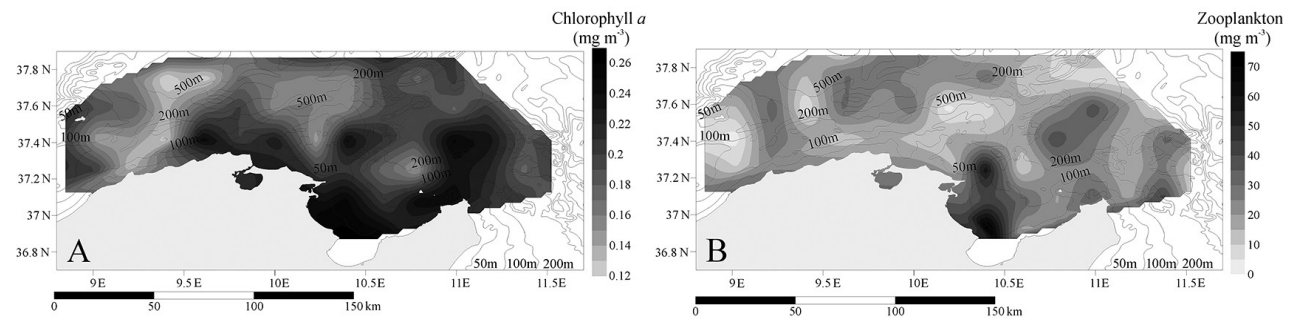 Chlorophyll a
(mg m-3)
0.26
0.24
0.22
0.2
0.18
0.16
0.14
0.12
37.8 N
37.6 N
37.4 N
37.2 N
37 N
36.8 N
500m
200m
50m
500m
200m
100m
100m
50m
200m
100m
A
50m 100m 200m
9E 9.5E 10E 10.5E 11E 11.5E
0 50 100 150 km
Zooplankton
(mg m-3)
70
60
50
40
30
20
10
0
37.8 N
37.6 N
37.4 N
37.2 N
37 N
36.8 N
200m
500m
500m
50m
200m
100m
100m
50m
200m
100m
B
50m 100m 200m
9E 9.5E 10E 10.5E 11E 11.5E
0 50 100 150 km